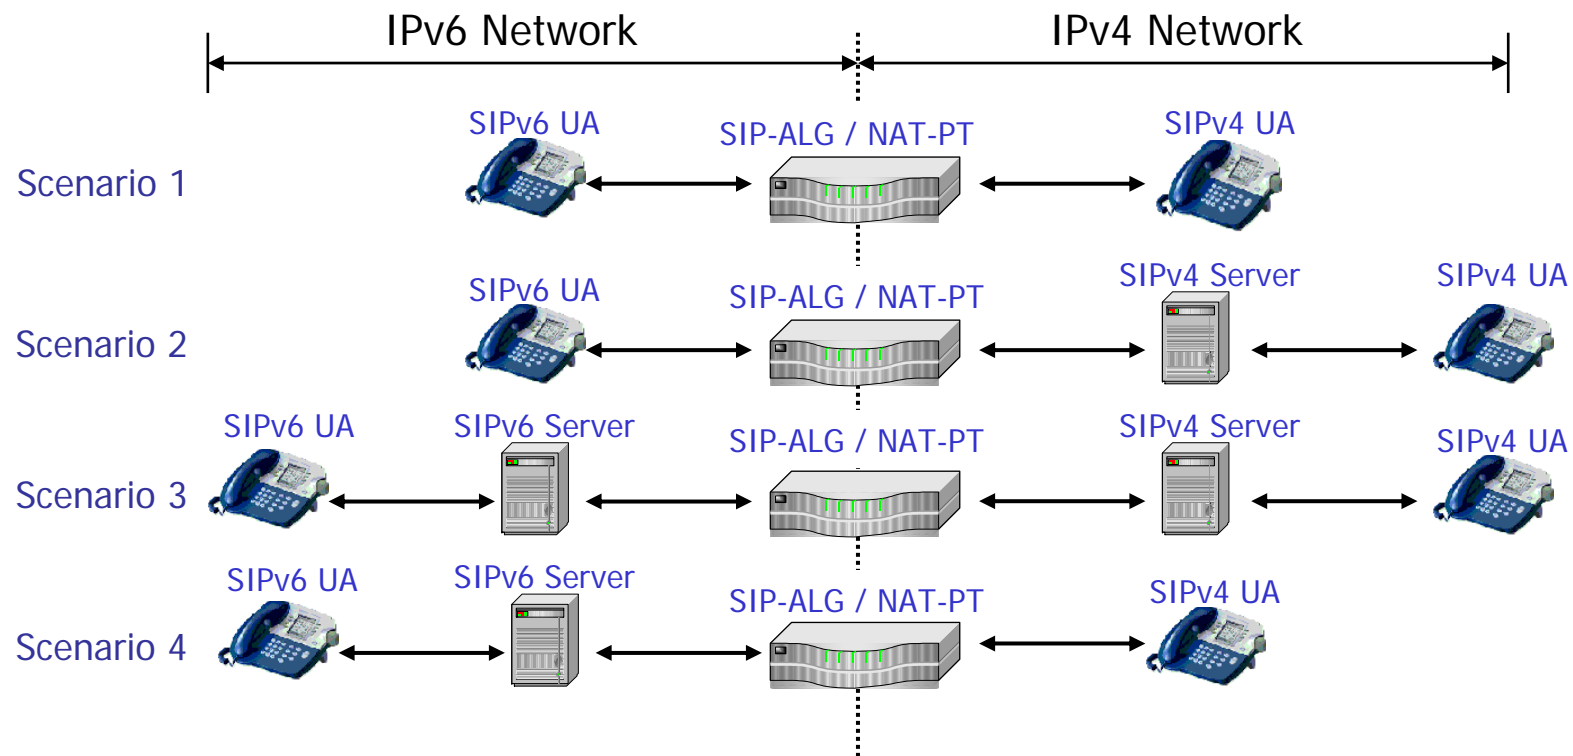 IPv6 Network
IPv4 Network
SIPv6 UA
SIP-ALG / NAT-PT
SIPv4 UA
Scenario 1
SIPv6 UA
SIP-ALG / NAT-PT
SIPv4 Server
SIPv4 UA
Scenario 2
SIPv6 UA
SIPv6 Server
SIP-ALG / NAT-PT
SIPv4 Server
SIPv4 UA
Scenario 3
SIPv6 UA
SIPv6 Server
SIP-ALG / NAT-PT
SIPv4 UA
Scenario 4